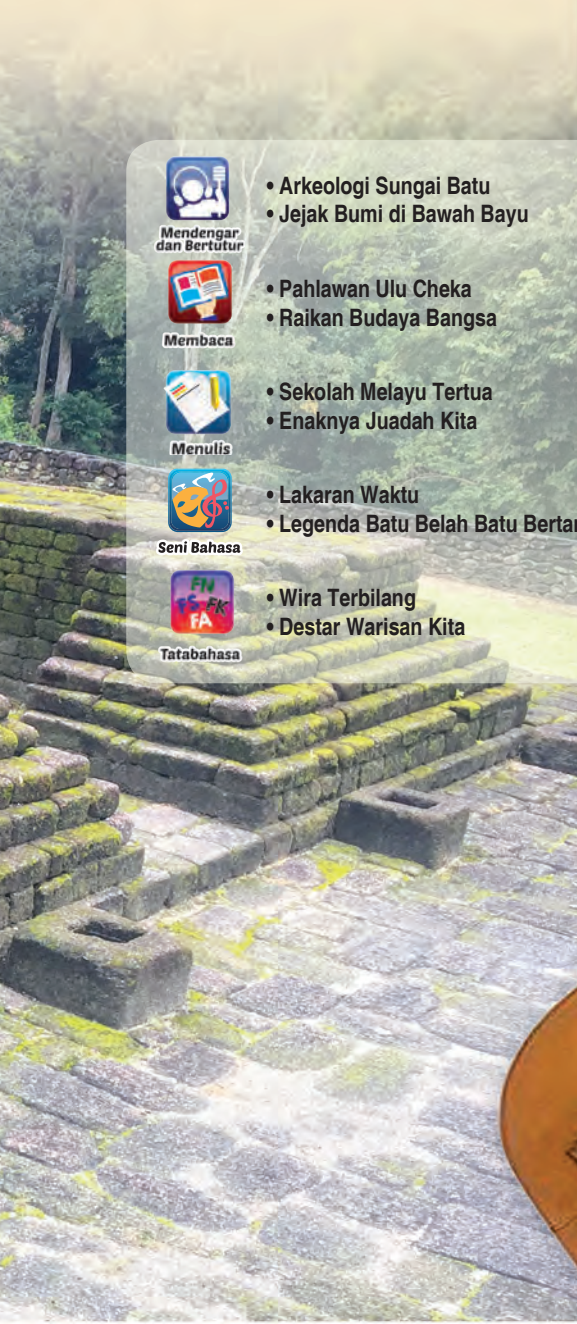 Mendengar
dan Bertutur
• Arkeologi Sungai Batu
• Jejak Bumi di Bawah Bayu
Membaca
• Pahlawan Ulu Cheka
• Raikan Budaya Bangsa
Menulis
• Sekolah Melayu Tertua
• Enaknya Juadah Kita
Seni Bahasa
• Lakaran Waktu
• Legenda Batu Belah Batu
FN
FS FK
FA
Tatabahasa
• Wira Terbilang
• Destar Warisan Kita